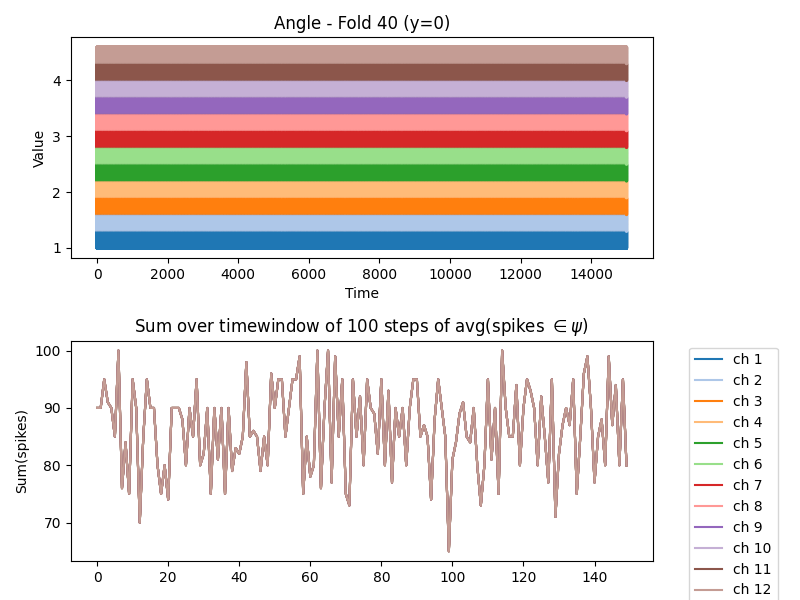 Angle - Fold 40 (y=0)
Value
4
3
2
1
0 2000 4000 6000 8000 10000 12000 14000
Time
Sum over timewindow of 100 steps of avg(spikes ∈ ψ)
Sum(spikes)
100
90
80
70
0 20 40 60 80 100 120 140
ch 1
ch 2
ch 3
ch 4
ch 5
ch 6
ch 7
ch 8
ch 9
ch 10
ch 11
ch 12